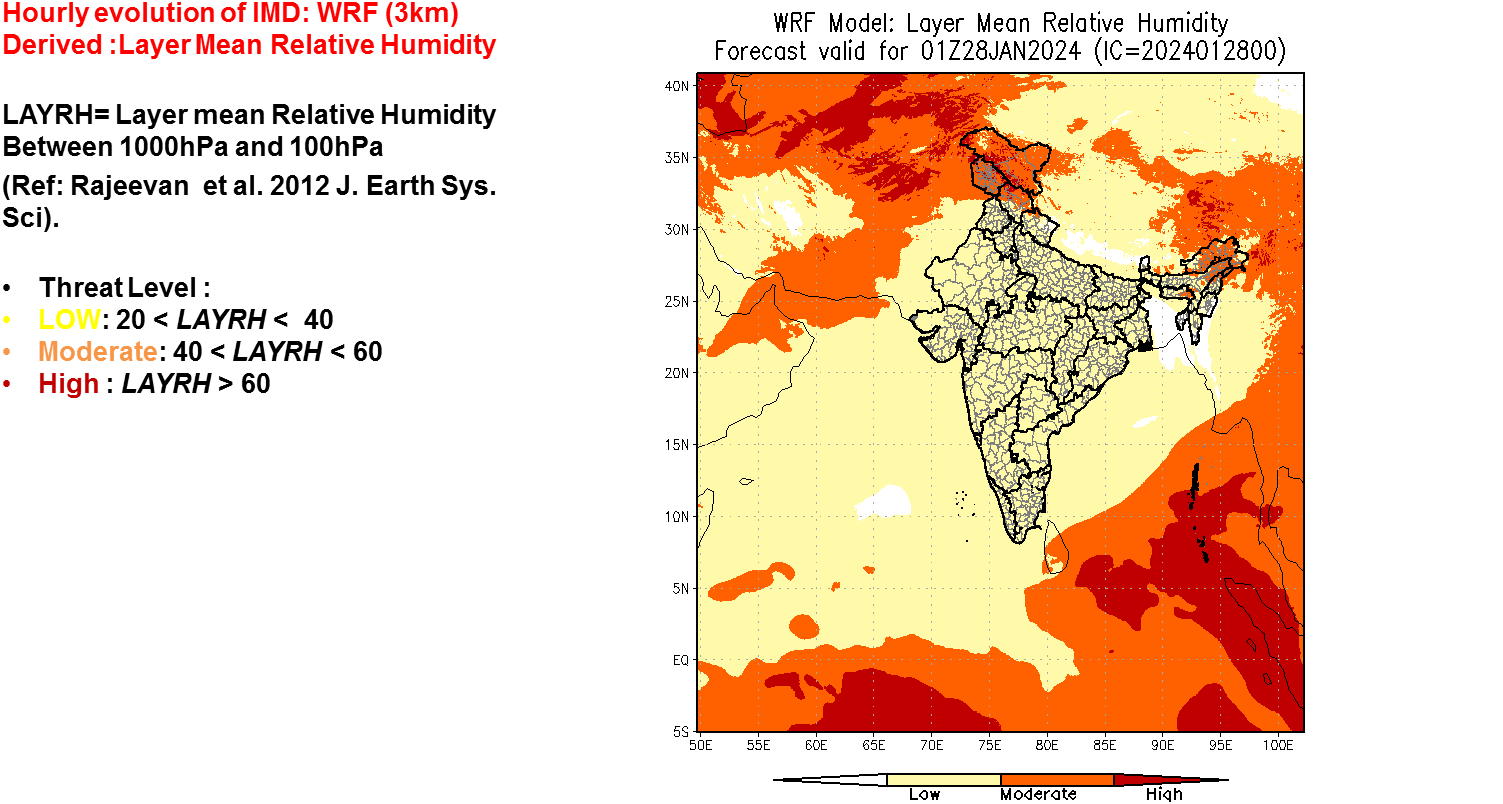 Hourly evolution of IMD: WRF (3km)
Derived :Layer Mean Relative Humidity
LAYRH= Layer mean Relative Humidity
Between 1000hPa and 100hPa
(Ref: Rajeevan et al. 2012 J. Earth Sys.
Sci).
• Threat Level :
• LOW: 20 < LAYRH < 40
• Moderate: 40 < LAYRH < 60
• High : LAYRH > 60
WRF Model: Layer Mean Relative Humidity
Forecast valid for 01Z28JAN2024 (IC=2024012800)
40N
35N
30N
25N
20N
15N
10N
5N
EQ
5S
50E 55E 60E 65E 70E 75E 80E 85E 90E 95E 100E
Low Moderate High